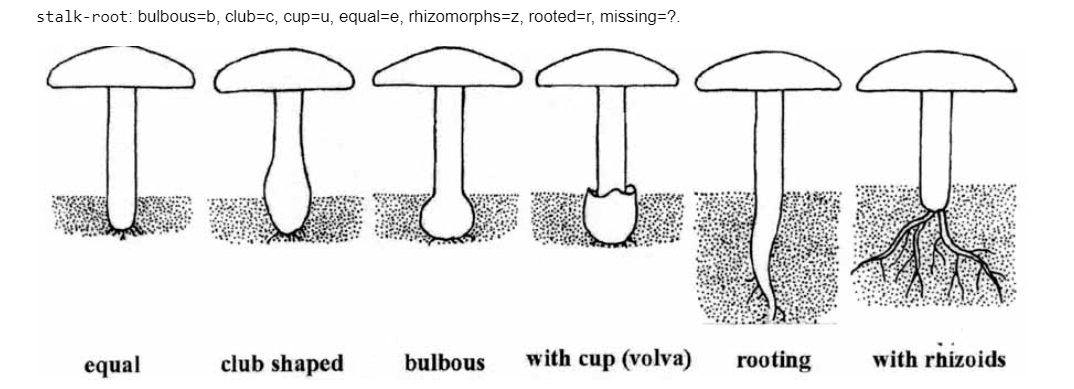 stalk-root: bulbous=b, club=c, cup=u, equal=e, rhizomorphs=z, rooted=r, missing=?.
equal club shaped bulbous with cup (volva) rooting with rhizoids